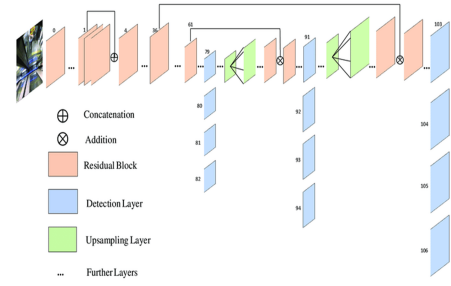 0
1
4
36
61
79
91
103
80
81
82
92
93
94
104
105
106
Concatenation
Addition
Residual Block
Detection Layer
Upsampling Layer
... Further Layers